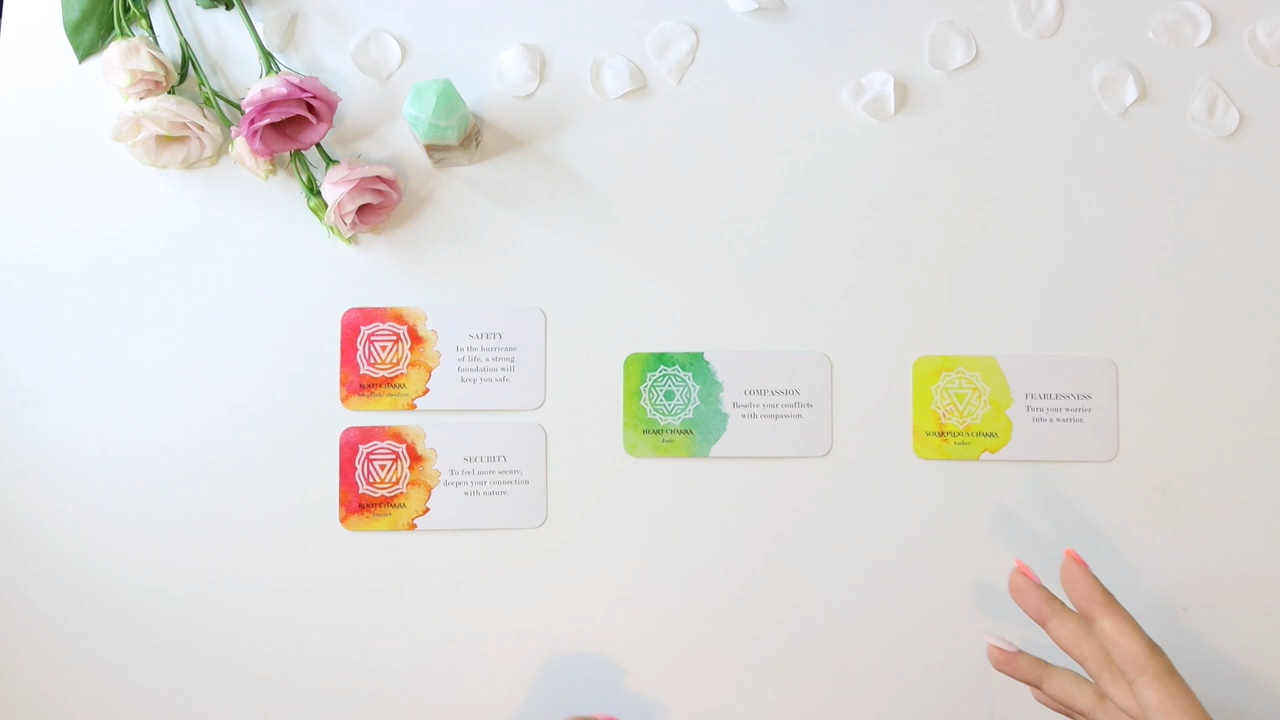 SAFETY
In the hurricane
of life, a strong
foundation will
keep you safe.
ROOT CHAKRA
Snowflake obsidian
SECURITY
To feel more secure,
deepen your connection
with nature.
ROOT CHAKRA
Garnet
COMPASSION
Resolve your conflicts
with compassion.
HEART CHAKRA
Jade
FEARLESSNESS
Turn your worrier
into a warrior.
SOLAR PLEXUS CHAKRA
Amber